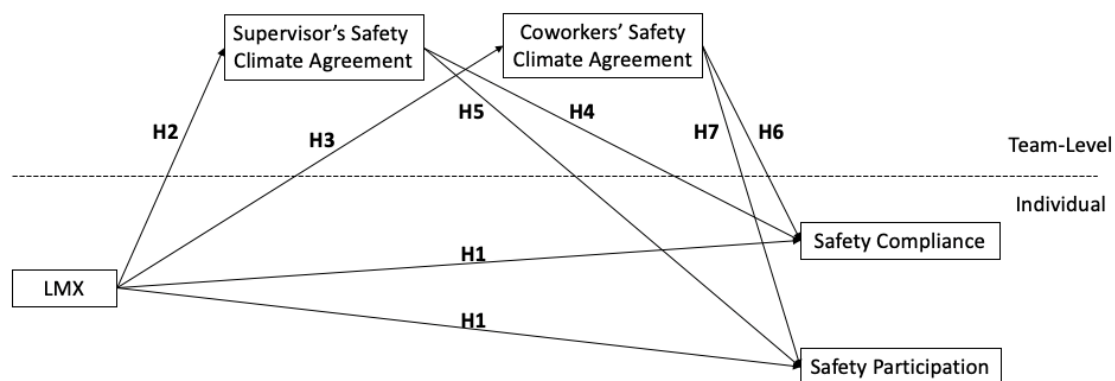 Supervisor's Safety
Climate Agreement
Coworkers' Safety
Climate Agreement
H2
H3
H5
H4
H7
H6
Team-Level
Individual
Safety Compliance
H1
LMX
H1
Safety Participation